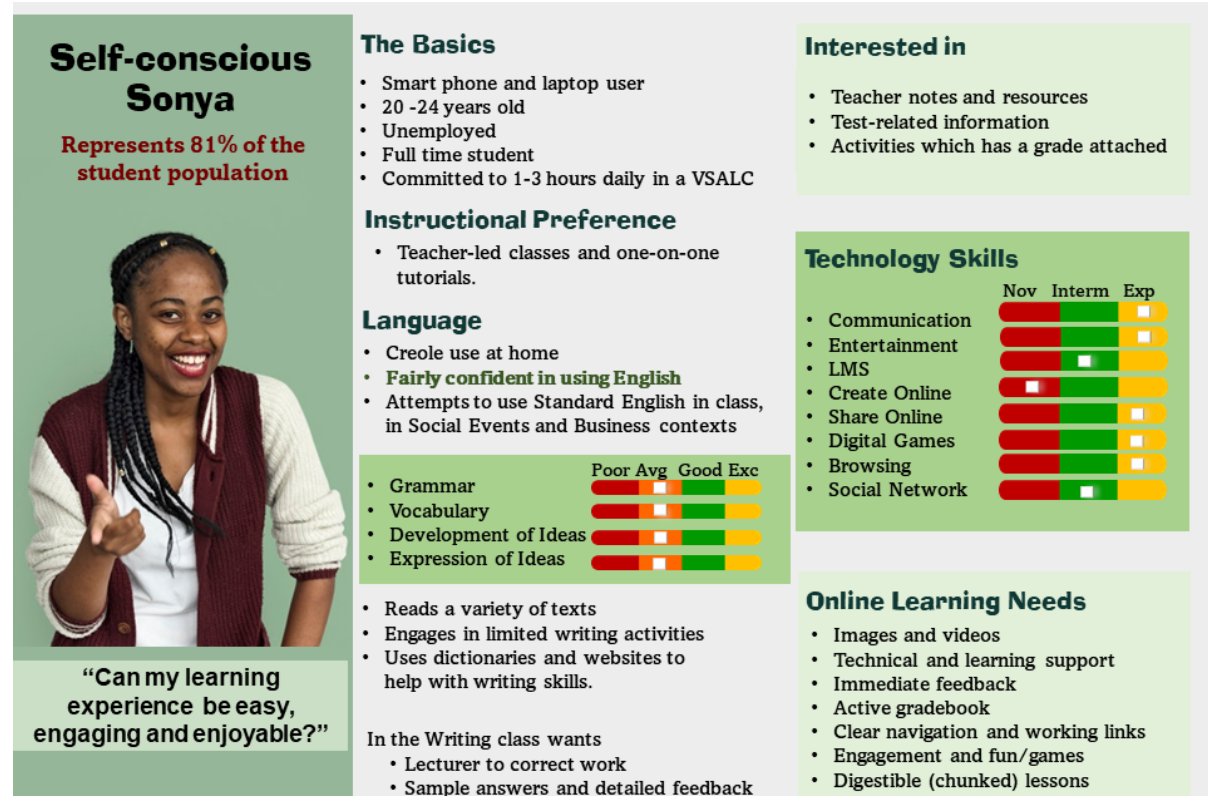 Self-conscious
Sonya
Represents 81% of the
student population
“Can my learning
experience be easy,
engaging and enjoyable?”
The Basics
• Smart phone and laptop user
• 20 -24 years old
• Unemployed
• Full time student
• Committed to 1-3 hours daily in a VSALC
Instructional Preference
• Teacher-led classes and one-on-one
tutorials.
Language
• Creole use at home
• Fairly confident in using English
• Attempts to use Standard English in class,
in Social Events and Business contexts
Poor Avg Good Exc
• Grammar
• Vocabulary
• Development of Ideas
• Expression of Ideas
• Reads a variety of texts
• Engages in limited writing activities
• Uses dictionaries and websites to
help with writing skills.
In the Writing class wants
• Lecturer to correct work
• Sample answers and detailed feedback
Interested in
• Teacher notes and resources
• Test-related information
• Activities which has a grade attached
Technology Skills
Nov Interm Exp
• Communication
• Entertainment
• LMS
• Create Online
• Share Online
• Digital Games
• Browsing
• Social Network
Online Learning Needs
• Images and videos
• Technical and learning support
• Immediate feedback
• Active gradebook
• Clear navigation and working links
• Engagement and fun/games
• Digestible (chunked) lessons